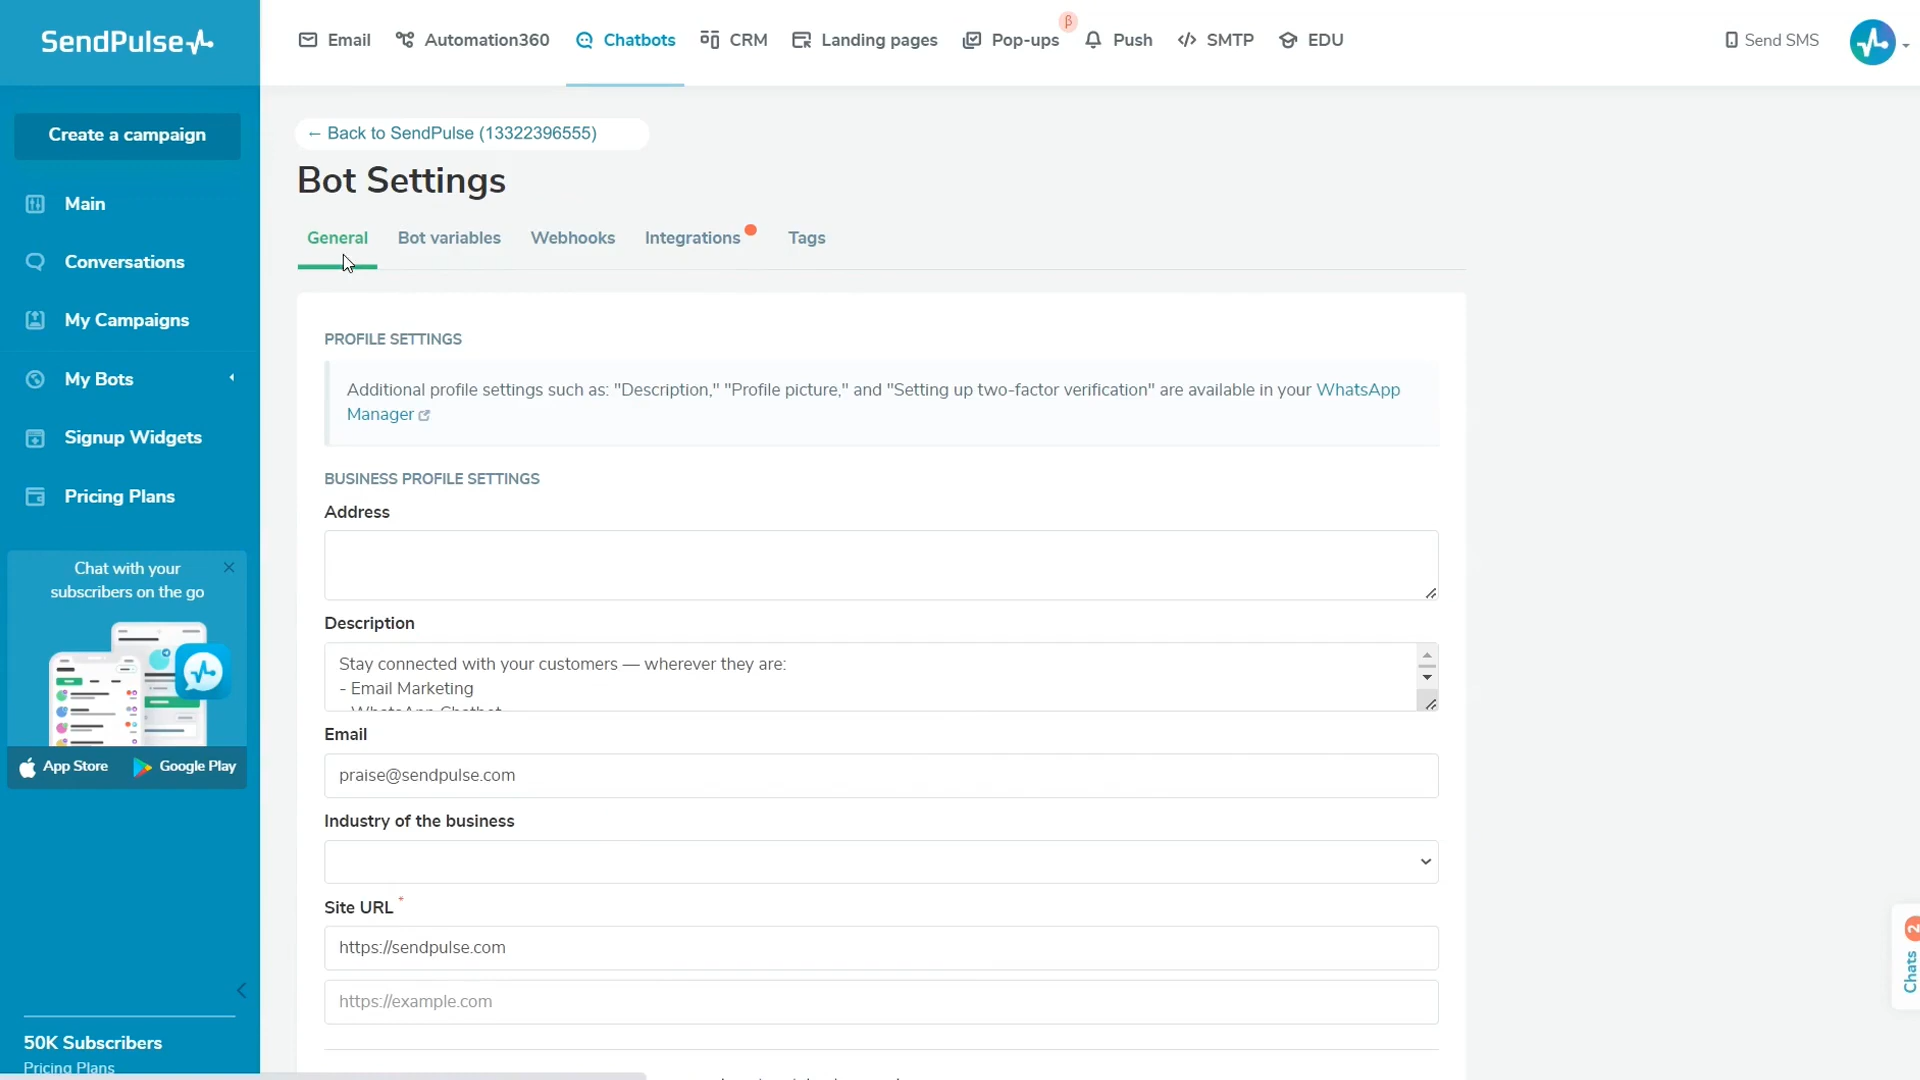 SendPulse
Email
Automation360
Chatbots
CRM
Landing pages
Pop-ups
β
Push
SMTP
EDU
Send SMS
Create a campaign
Main
Conversations
My Campaigns
My Bots
Signup Widgets
Pricing Plans
Chat with your
subscribers on the go
App Store
Google Play
50K Subscribers
Pricing Plans
← Back to SendPulse (13322396555)
Bot Settings
General
Bot variables
Webhooks
Integrations
Tags
PROFILE SETTINGS
Additional profile settings such as: "Description," "Profile picture," and "Setting up two-factor verification" are available in your WhatsApp
Manager
BUSINESS PROFILE SETTINGS
Address
Description
Stay connected with your customers — wherever they are:
- Email Marketing
- WhatsApp Chatbot
Email
praise@sendpulse.com
Industry of the business
Site URL *
https://sendpulse.com
https://example.com
Chats 2